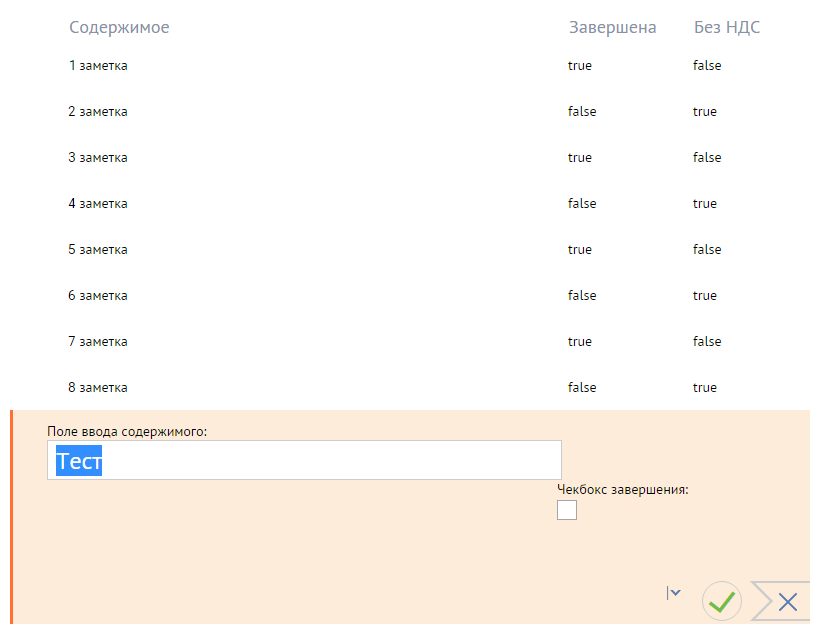 Содержимое Завершена Без НДС
1 заметка true false
2 заметка false true
3 заметка true false
4 заметка false true
5 заметка true false
6 заметка false true
7 заметка true false
8 заметка false true
Поле ввода содержимого:
Тест
Чекбокс завершения: